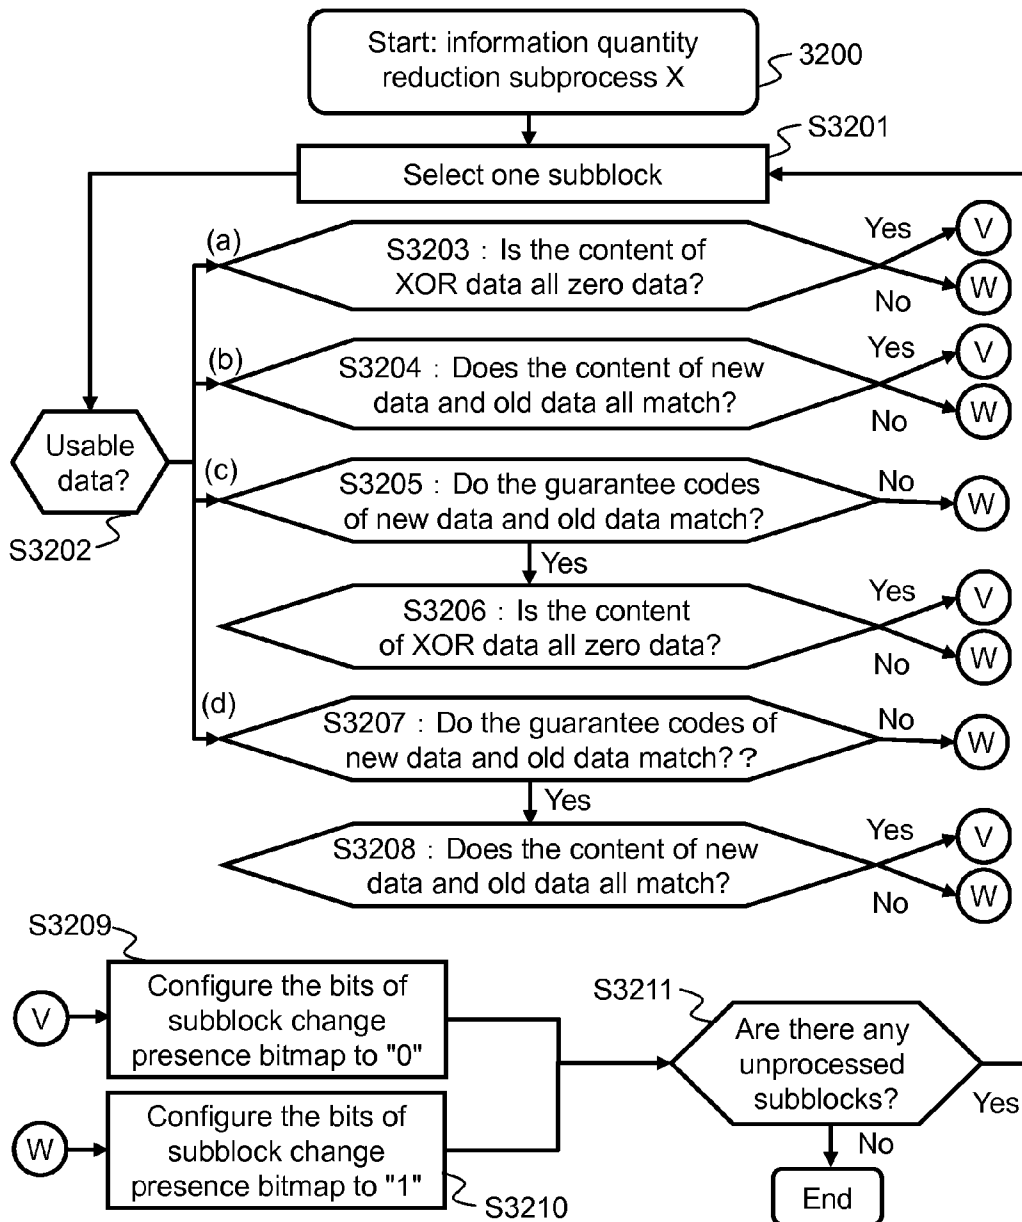 Start: information quantity
reduction subprocess X
3200
S3201
Select one subblock
(a)
S3203 : Is the content of
XOR data all zero data?
Yes
V
No
W
(b)
S3204 : Does the content of new
data and old data all match?
Yes
V
No
W
Usable
data?
S3202
(c)
S3205 : Do the guarantee codes
of new data and old data match?
No
W
Yes
S3206 : Is the content
of XOR data all zero data?
Yes
V
No
W
(d)
S3207 : Do the guarantee codes of
new data and old data match??
No
W
Yes
S3208 : Does the content of new
data and old data all match?
Yes
V
No
W
S3209
V
Configure the bits of
subblock change
presence bitmap to "0"
W
Configure the bits of
subblock change
presence bitmap to "1"
S3210
S3211
Are there any
unprocessed
subblocks?
Yes
No
End